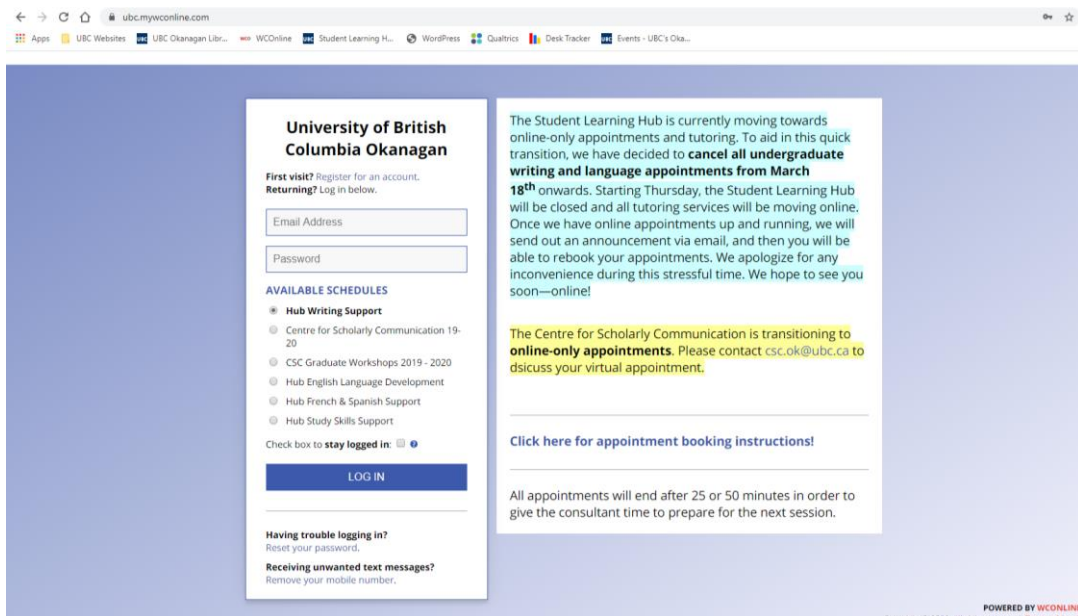 ubc.mywconline.com
Apps UBC Websites UBC Okanagan Libr... WCOnline Student Learning H... WordPress Qualtrics Desk Tracker Events - UBC's Oka...
University of British
Columbia Okanagan
First visit? Register for an account.
Returning? Log in below.
Email Address
Password
AVAILABLE SCHEDULES
Hub Writing Support
Centre for Scholarly Communication 19-
20
CSC Graduate Workshops 2019 - 2020
Hub English Language Development
Hub French & Spanish Support
Hub Study Skills Support
Check box to stay logged in:
LOG IN
Having trouble logging in?
Reset your password.
Receiving unwanted text messages?
Remove your mobile number.
The Student Learning Hub is currently moving towards
online-only appointments and tutoring. To aid in this quick
transition, we have decided to cancel all undergraduate
writing and language appointments from March
18th onwards. Starting Thursday, the Student Learning Hub
will be closed and all tutoring services will be moving online.
Once we have online appointments up and running, we will
send out an announcement via email, and then you will be
able to rebook your appointments. We apologize for any
inconvenience during this stressful time. We hope to see you
soon—online!
The Centre for Scholarly Communication is transitioning to
online-only appointments. Please contact csc.ok@ubc.ca to
dsicuss your virtual appointment.
Click here for appointment booking instructions!
All appointments will end after 25 or 50 minutes in order to
give the consultant time to prepare for the next session.
POWERED BY WCONLINE